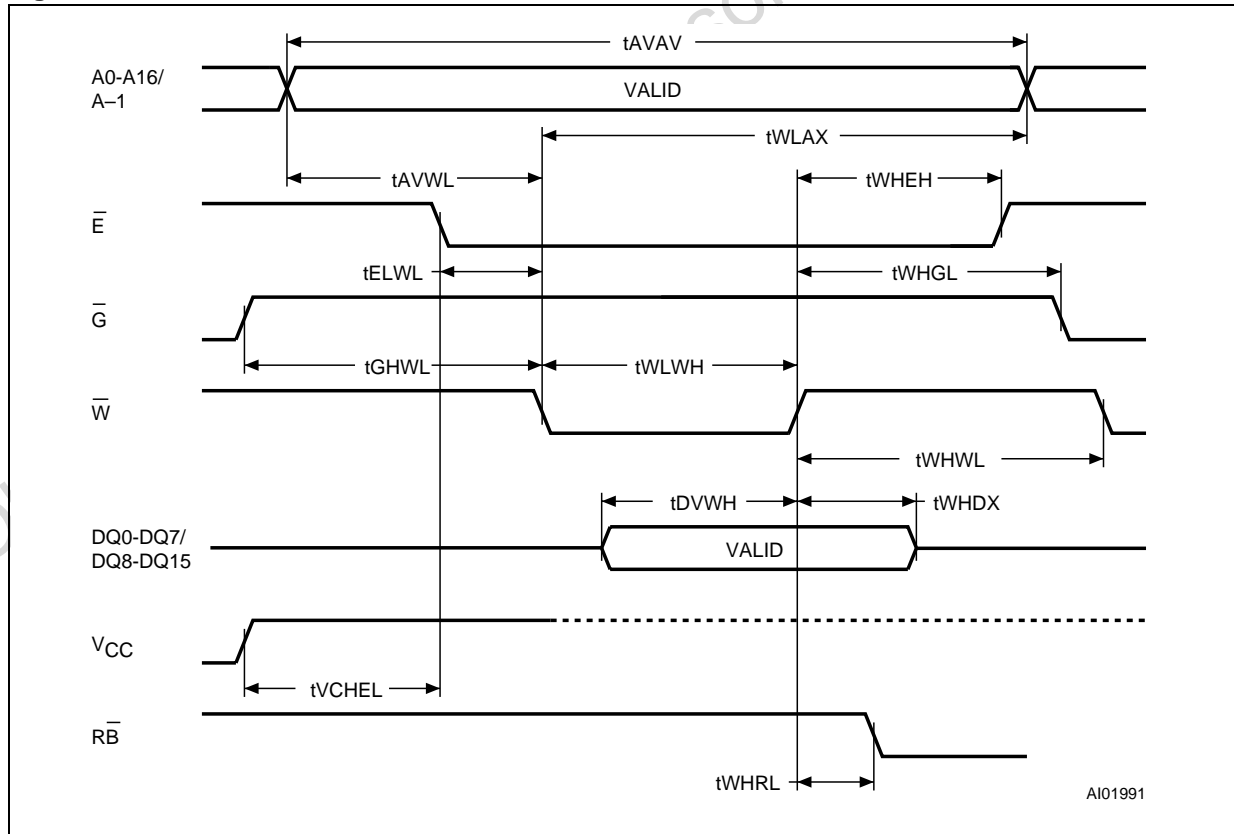 tAVAV
A0-A16/
A–1
VALID
tWLAX
tAVWL
tWHEH
E̅
tELWL
tWHGL
G̅
tGHWL
tWLWH
W̅
tWHWL
tDVWH
tWHDX
DQ0-DQ7/
DQ8-DQ15
VALID
VCC
tVCHEL
RB̅
tWHRL
AI01991